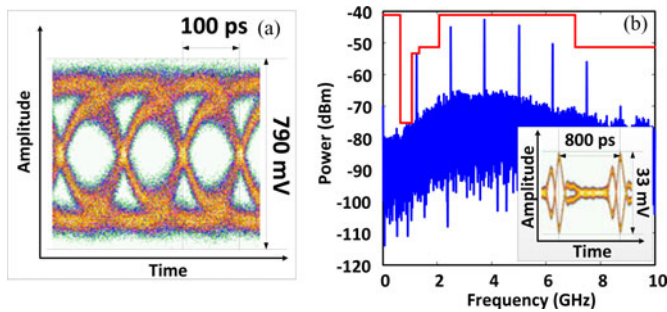 100 ps
(a)
Amplitude
790 mV
Time
(b)
Power (dBm)
-40
-50
-60
-70
-80
-90
-100
-110
-120
800 ps
Amplitude
33 mV
Time
0 2 4 6 8 10
Frequency (GHz)